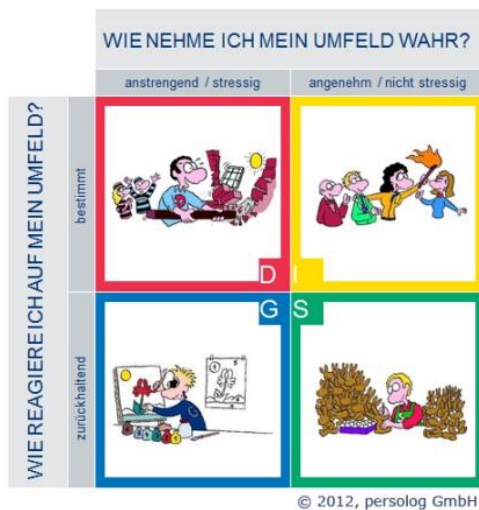 WIE NEHME ICH MEIN UMFELD WAHR?
anstrengend / stressig
angenehm / nicht stressig
WIE REAGIERE ICH AUF MEIN UMFELD?
bestimmt
D
I
zurückhaltend
G
S
© 2012, persolog GmbH